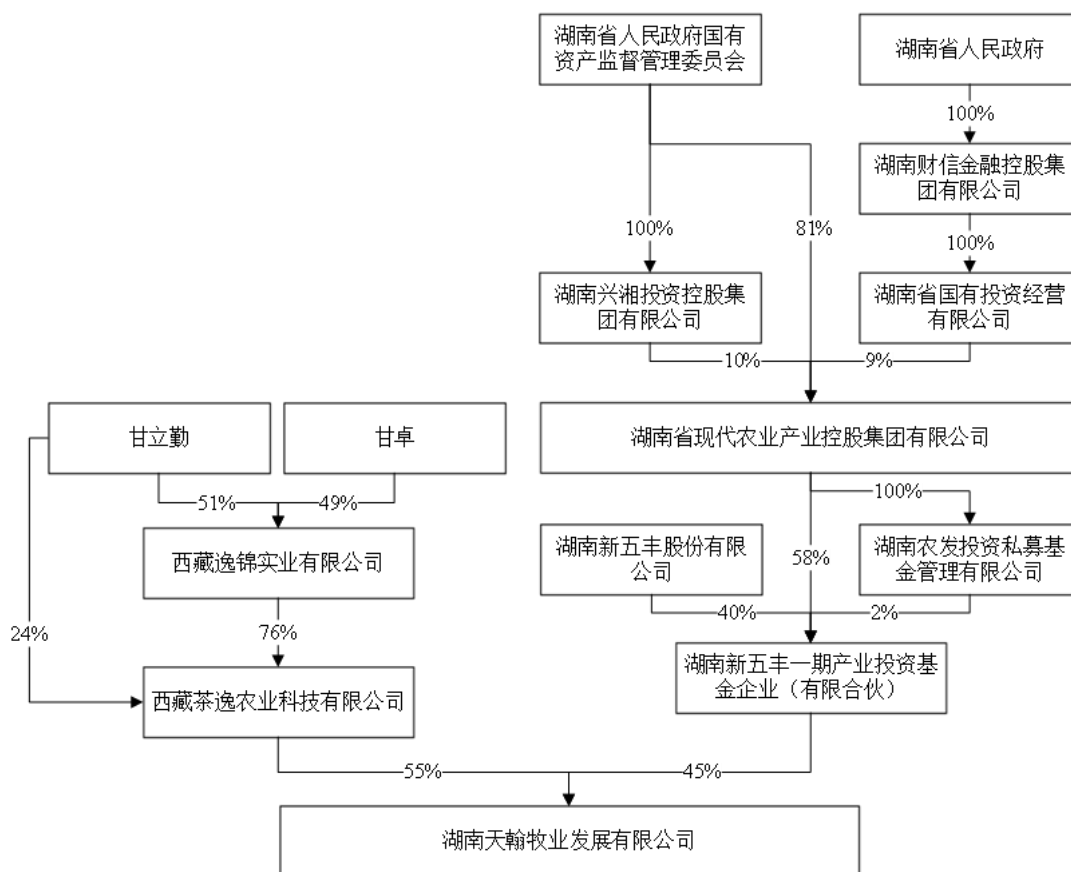 湖南省人民政府国有
资产监督管理委员会
湖南省人民政府
100%
湖南财信金融控股集
团有限公司
100%
81%
100%
湖南兴湘投资控股集
团有限公司
湖南省国有投资经营
有限公司
10%
9%
甘立勤
甘卓
湖南省现代农业产业控股集团有限公司
51%
49%
100%
西藏逸锦实业有限公司
湖南新五丰股份有限
公司
58%
湖南农发投资私募基
金管理有限公司
24%
76%
40%
2%
西藏茶逸农业科技有限公司
湖南新五丰一期产业投资基
金企业（有限合伙）
55%
45%
湖南天翰牧业发展有限公司